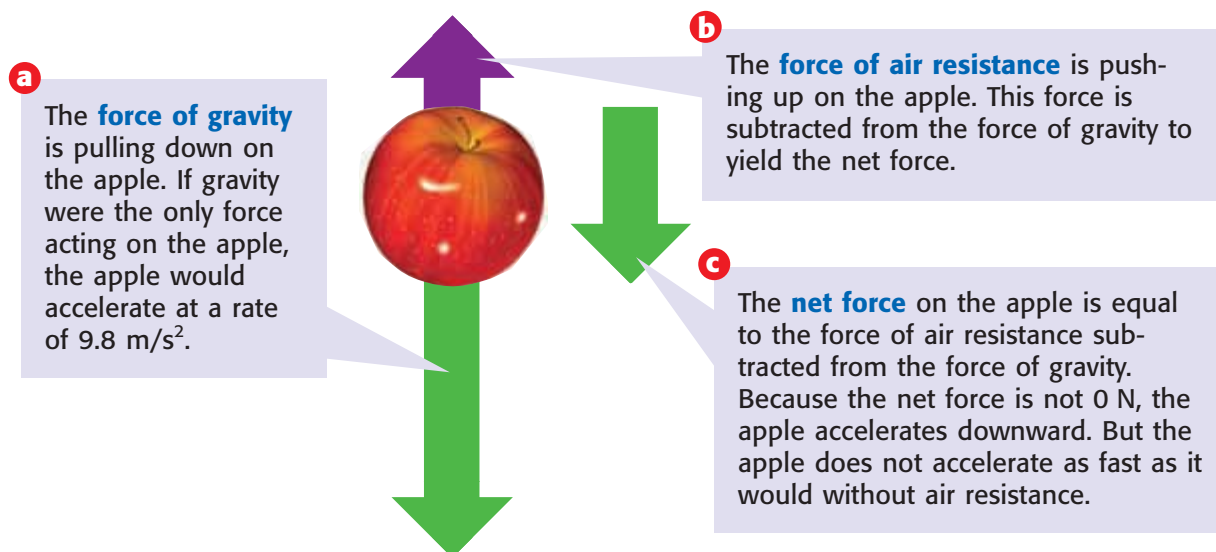 a
The force of gravity
is pulling down on
the apple. If gravity
were the only force
acting on the apple,
the apple would
accelerate at a rate
of 9.8 m/s².
b
The force of air resistance is push-
ing up on the apple. This force is
subtracted from the force of gravity to
yield the net force.
c
The net force on the apple is equal
to the force of air resistance sub-
tracted from the force of gravity.
Because the net force is not 0 N, the
apple accelerates downward. But the
apple does not accelerate as fast as it
would without air resistance.